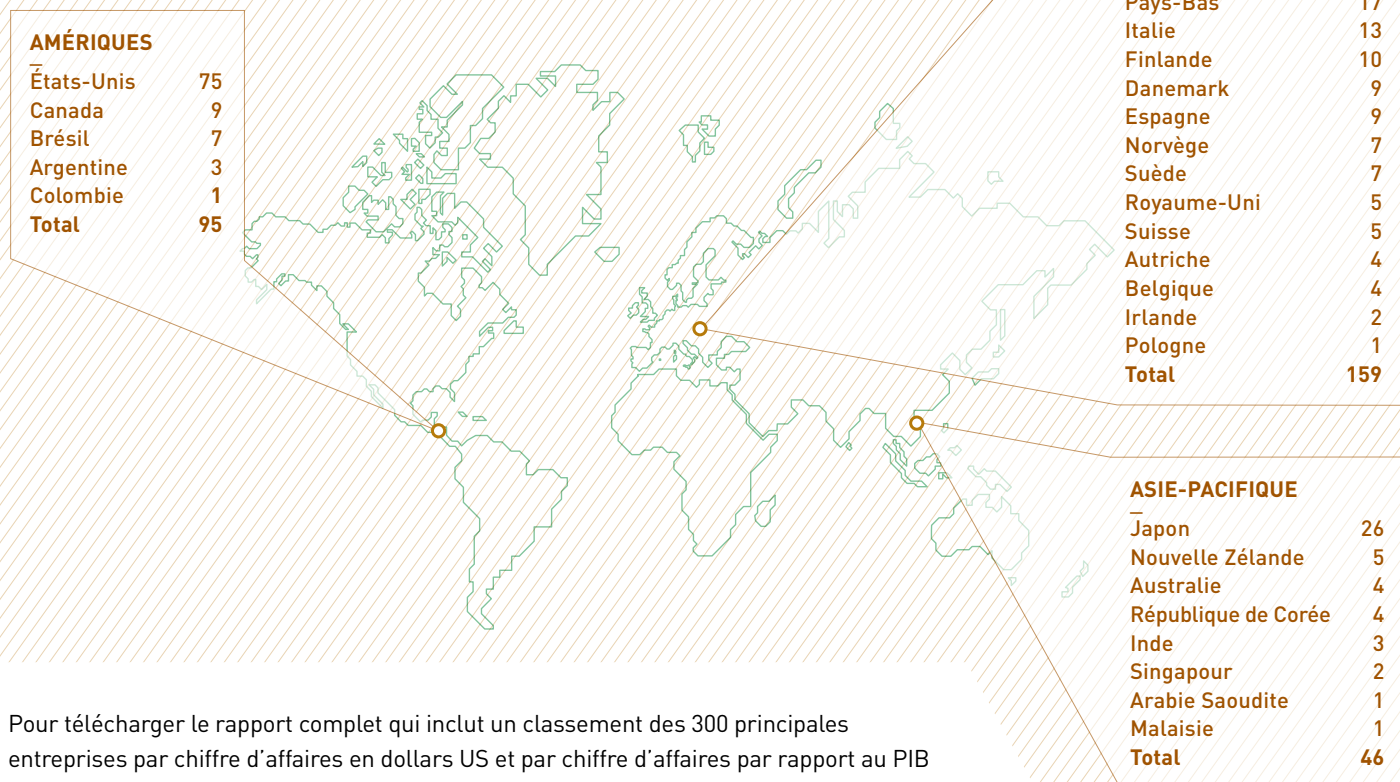 AMÉRIQUES
États-Unis 75
Canada 9
Brésil 7
Argentine 3
Colombie 1
Total 95
Pays-Bas 17
Italie 13
Finlande 10
Danemark 9
Espagne 9
Norvège 7
Suède 7
Royaume-Uni 5
Suisse 5
Autriche 4
Belgique 4
Irlande 2
Pologne 1
Total 159
ASIE-PACIFIQUE
Japon 26
Nouvelle Zélande 5
Australie 4
République de Corée 4
Inde 3
Singapour 2
Arabie Saoudite 1
Malaisie 1
Total 46
Pour télécharger le rapport complet qui inclut un classement des 300 principales
entreprises par chiffre d’affaires en dollars US et par chiffre d’affaires par rapport au PIB